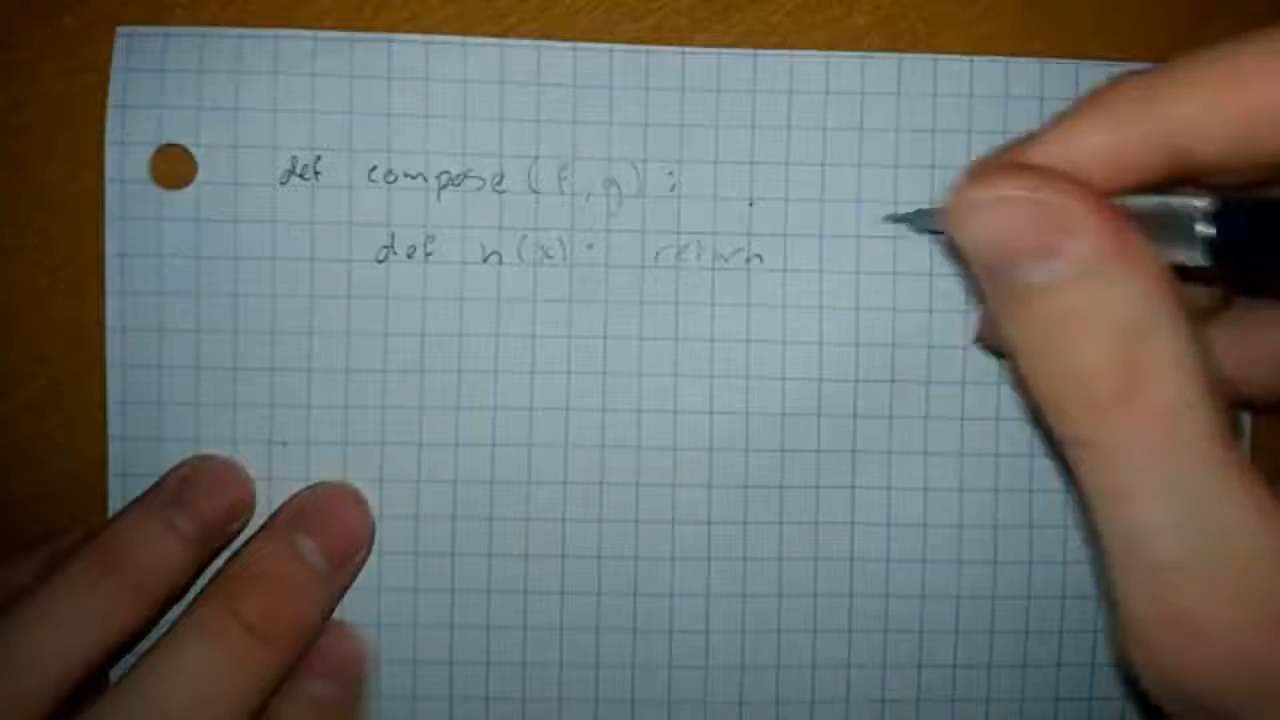 def compose (f, g) :
def h(x): return